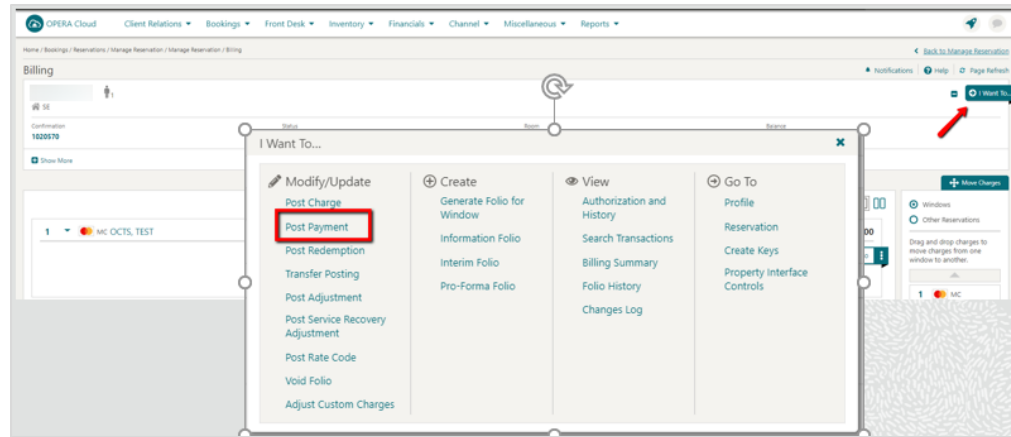 OPERA Cloud Client Relations Bookings Front Desk Inventory Financials Channel Miscellaneous Reports
Home / Bookings / Reservations / Manage Reservation / Manage Reservation / Billing
Back to Manage Reservation
Billing
Notifications Help Page Refresh
1
I Want To...
SE
Confirmation Status Room Balance
1020570
Show More
I Want To...
Modify/Update
Post Charge
Post Payment
Post Redemption
Transfer Posting
Post Adjustment
Post Service Recovery
Adjustment
Post Rate Code
Void Folio
Adjust Custom Charges
Create
Generate Folio for
Window
Information Folio
Interim Folio
Pro-Forma Folio
View
Authorization and
History
Search Transactions
Billing Summary
Folio History
Changes Log
Go To
Profile
Reservation
Create Keys
Property Interface
Controls
1 MC OCTS, TEST
00
Move Charges
Windows
Other Reservations
Drag and drop charges to
move charges from one
window to another.
1 MC